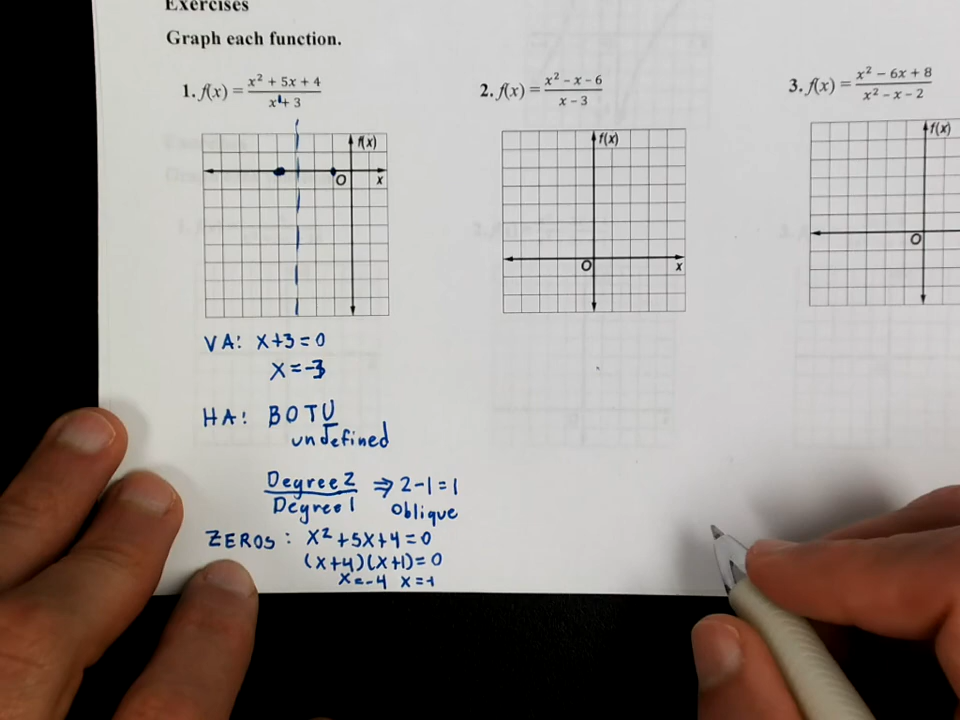 Exercises
Graph each function.
1. f(x) = x² + 5x + 4 / x¹ + 3
2. f(x) = x² − x − 6 / x − 3
3. f(x) = x² − 6x + 8 / x² − x − 2
f(x)
O
x
f(x)
O
x
f(x)
O
VA: x+3=0
x=-3
HA: BOTU
undefined
Degree 2 / Degree 1 ⇒ 2-1=1
oblique
ZEROS: x²+5x+4=0
(x+4)(x+1)=0
x=-4 x=-1